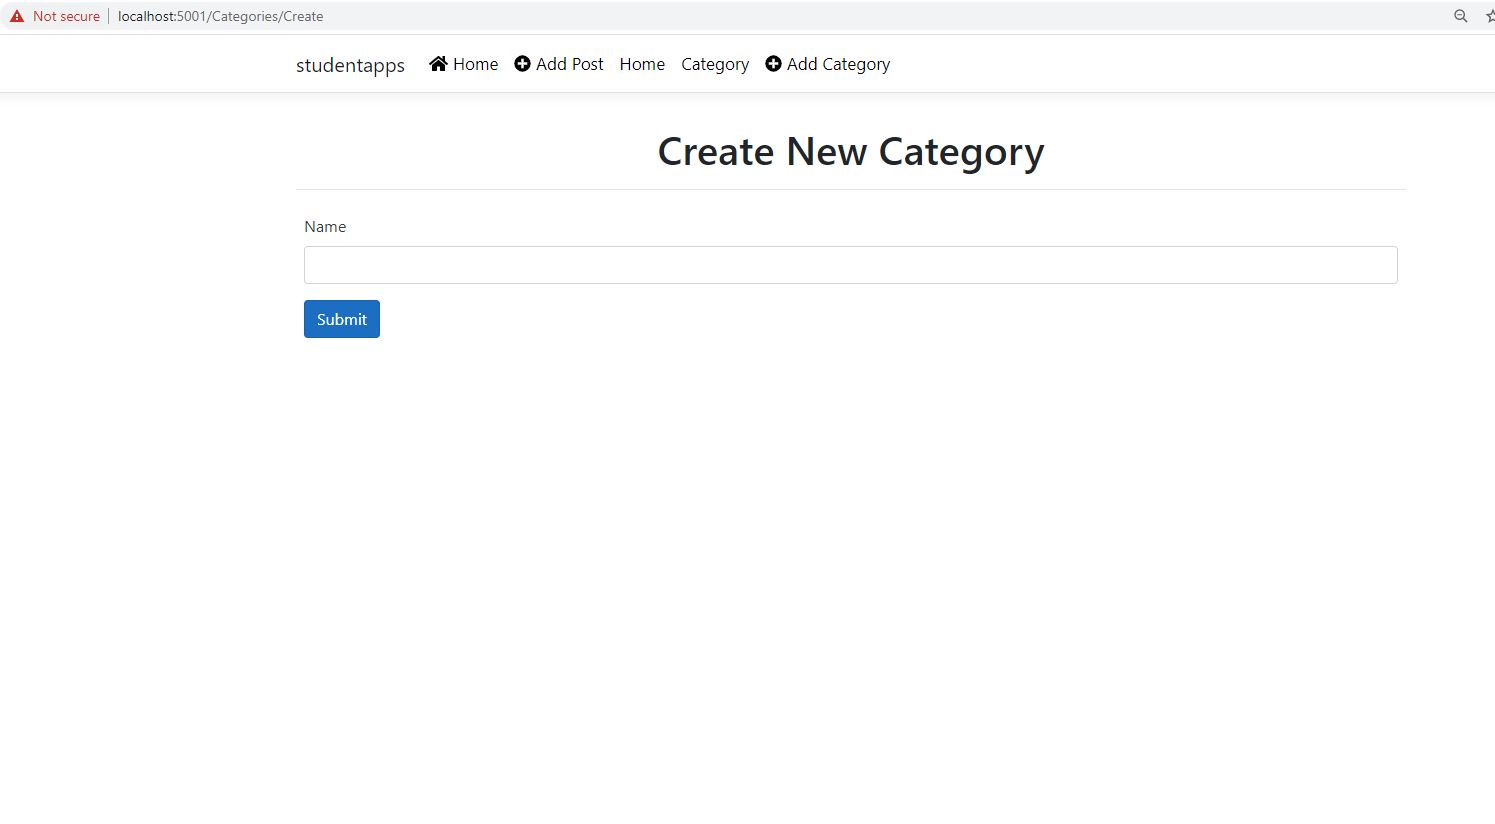 Not secure localhost:5001/Categories/Create
studentapps Home Add Post Home Category Add Category
Create New Category
Name
Submit